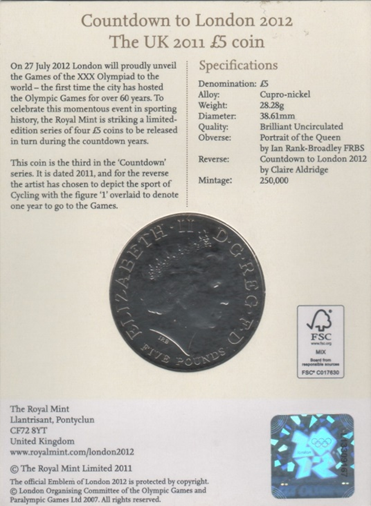 Countdown to London 2012
The UK 2011 £5 coin
On 27 July 2012 London will proudly unveil
the Games of the XXX Olympiad to the
world – the first time the city has hosted
the Olympic Games for over 60 years. To
celebrate this momentous event in sporting
history, the Royal Mint is striking a limited-
edition series of four £5 coins to be released
in turn during the countdown years.
This coin is the third in the 'Countdown'
series. It is dated 2011, and for the reverse
the artist has chosen to depict the sport of
Cycling with the figure '1' overlaid to denote
one year to go to the Games.
Specifications
Denomination: £5
Alloy: Cupro-nickel
Weight: 28.28g
Diameter: 38.61mm
Quality: Brilliant Uncirculated
Obverse: Portrait of the Queen
by Ian Rank-Broadley FRBS
Reverse: Countdown to London 2012
by Claire Aldridge
Mintage: 250,000
ELIZABETH · II · D · G · REG · F · D
FIVE POUNDS
IRB
FSC
MIX
Board from
responsible sources
FSC® C017630
The Royal Mint
Llantrisant, Pontyclun
CF72 8YT
United Kingdom
www.royalmint.com/london2012
© The Royal Mint Limited 2011
The official Emblem of London 2012 is protected by copyright.
© London Organising Committee of the Olympic Games and
Paralympic Games Ltd 2007. All rights reserved.